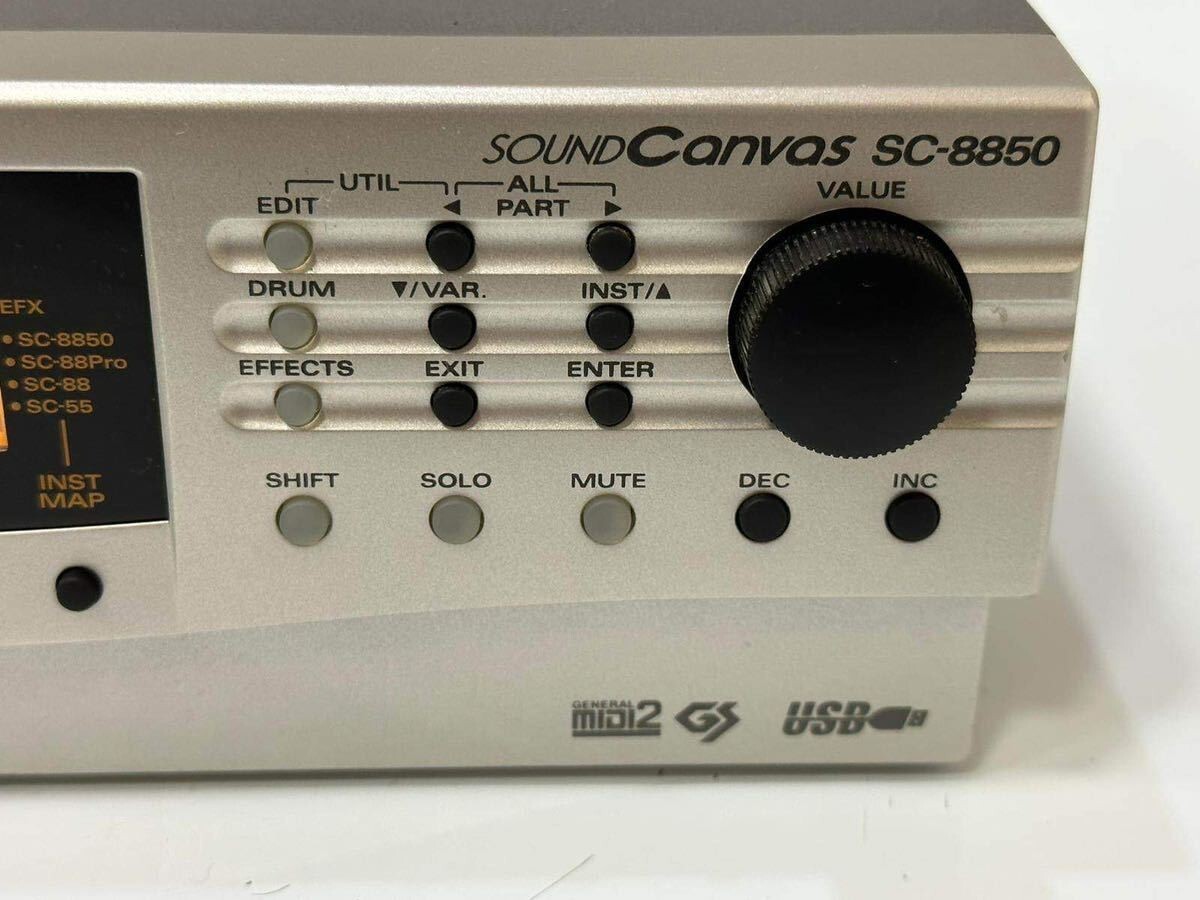 SOUND Canvas SC-8850
UTIL
ALL
VALUE
EDIT
◀ PART ▶
DRUM
▼/VAR.
INST/▲
EFX
• SC-8850
• SC-88Pro
• SC-88
• SC-55
EFFECTS
EXIT
ENTER
INST
MAP
SHIFT
SOLO
MUTE
DEC
INC
GENERAL
MIDI2
GS
USB